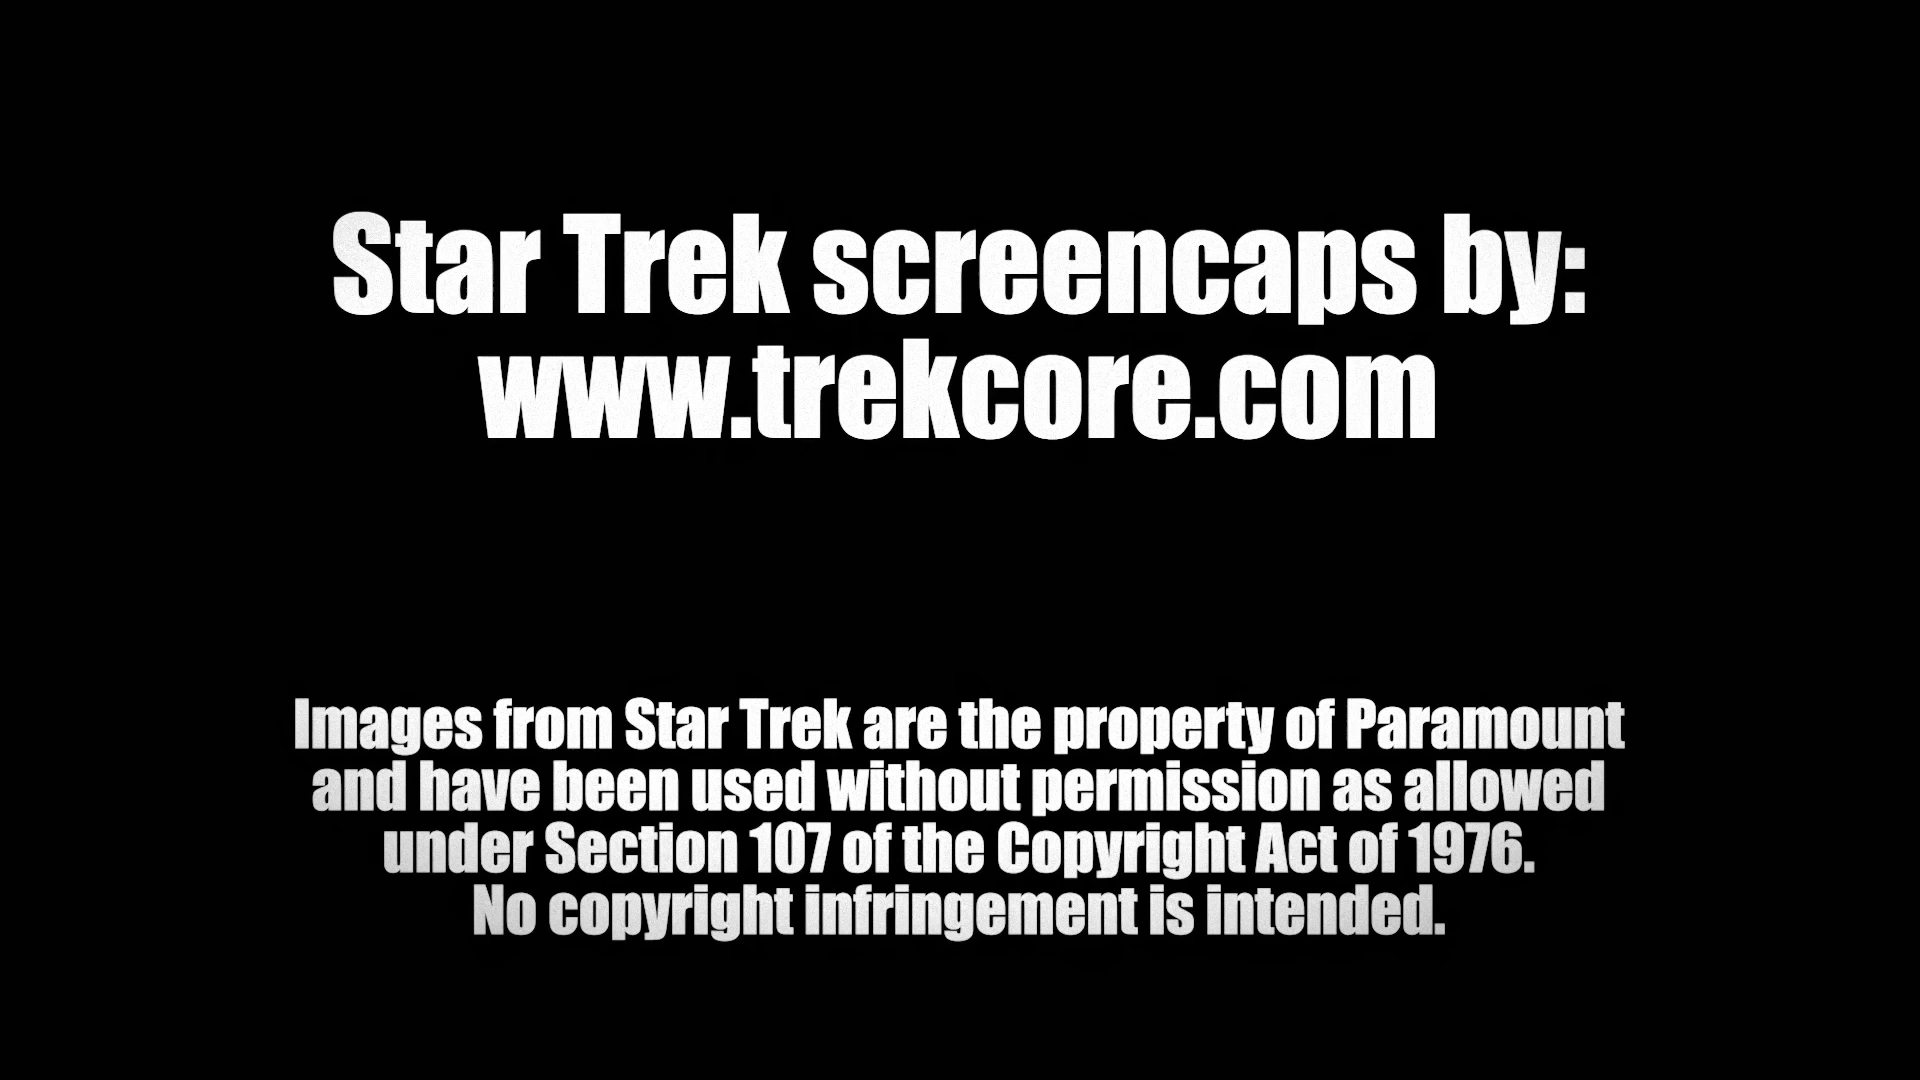 Star Trek screencaps by:
www.trekcore.com
Images from Star Trek are the property of Paramount
and have been used without permission as allowed
under Section 107 of the Copyright Act of 1976.
No copyright infringement is intended.